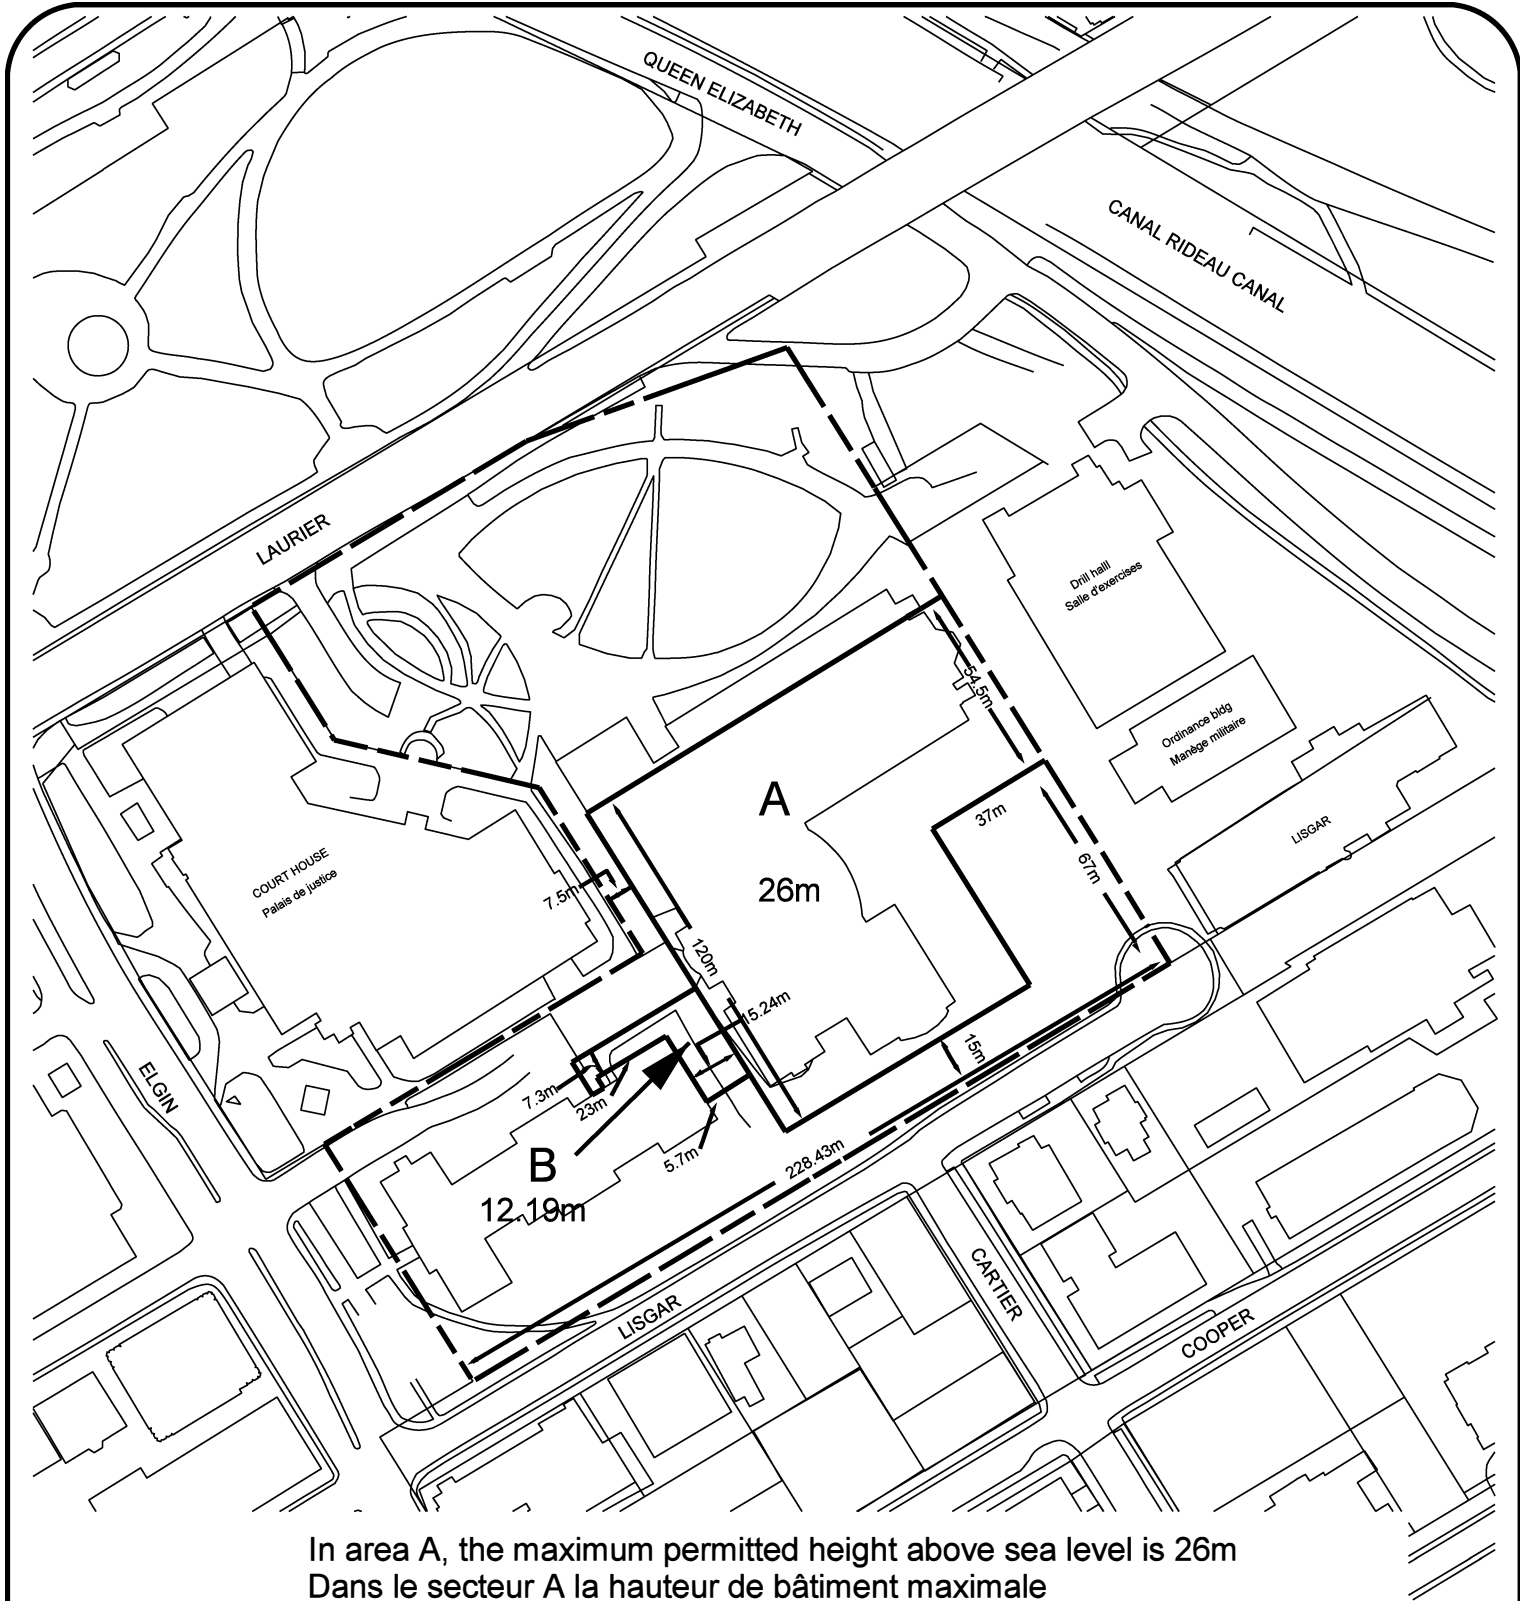 QUEEN ELIZABETH
CANAL RIDEAU CANAL
LAURIER
Drill halll
Salle d'exercises
54.5m
Ordinance bldg
Manège militaire
A
37m
26m
LISGAR
67m
COURT HOUSE
Palais de justice
7.5m
120m
15.24m
15m
ELGIN
7.3m
23m
B
5.7m
228.43m
12.19m
CARTIER
LISGAR
COOPER
In area A, the maximum permitted height above sea level is 26m
Dans le secteur A la hauteur de bâtiment maximale